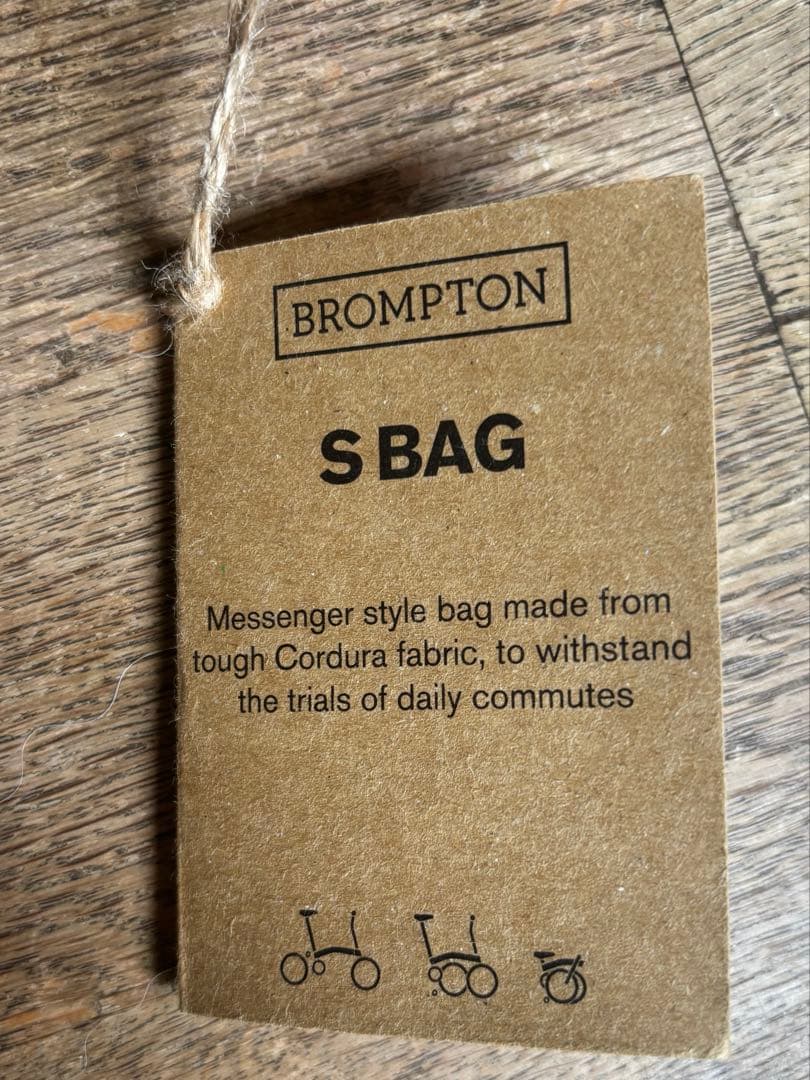 BROMPTON
S BAG
Messenger style bag made from
tough Cordura fabric, to withstand
the trials of daily commutes